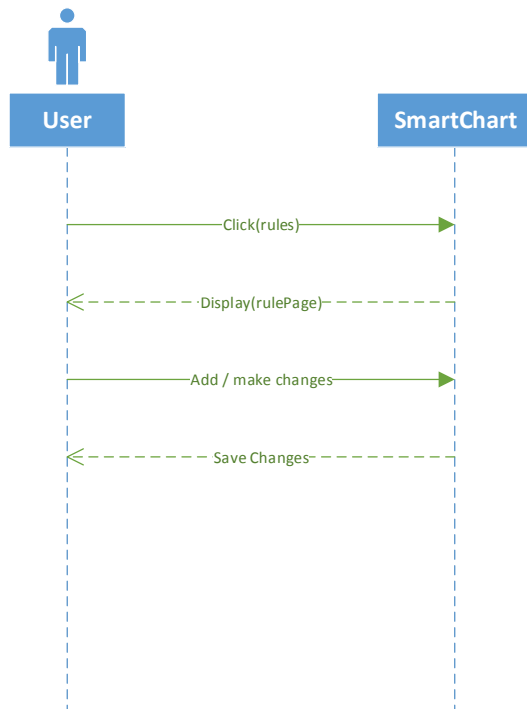 User
SmartChart
Click(rules)
Display(rulePage)
Add / make changes
Save Changes